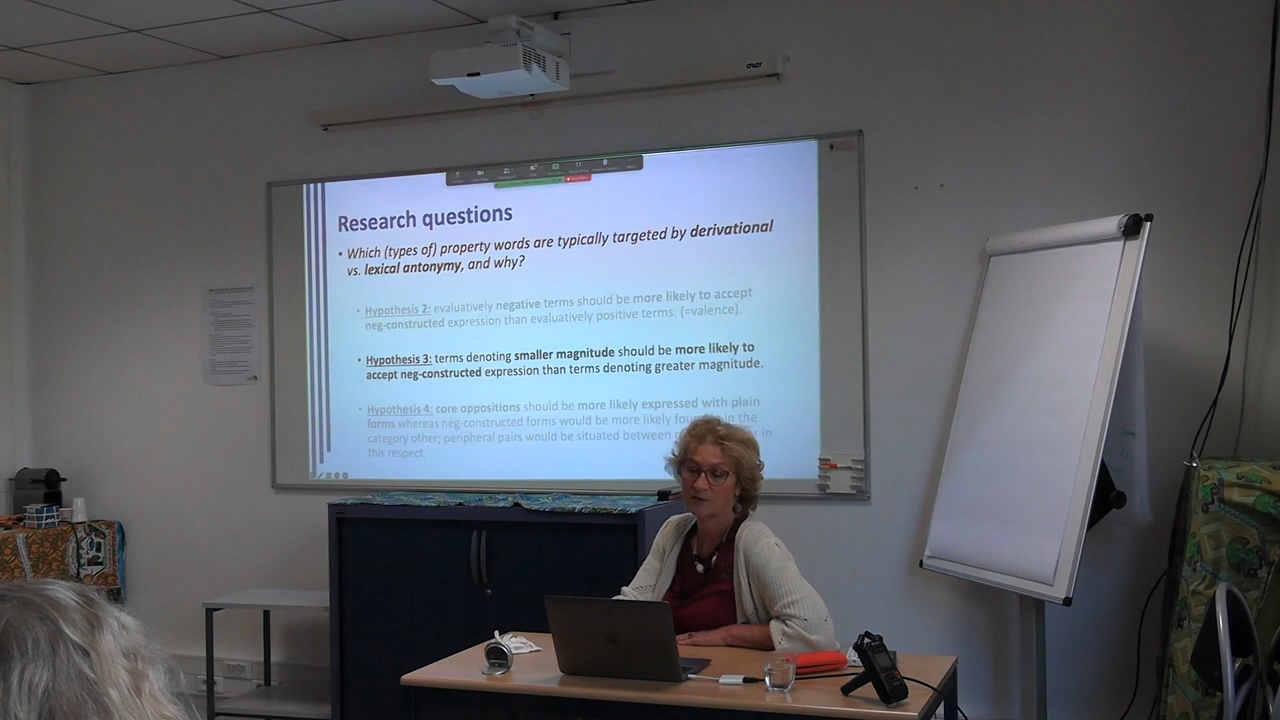 Research questions
• Which (types of) property words are typically targeted by derivational
vs. lexical antonymy, and why?
• Hypothesis 2: evaluatively negative terms should be more likely to accept
neg-constructed expression than evaluatively positive terms. (=valence).
• Hypothesis 3: terms denoting smaller magnitude should be more likely to
accept neg-constructed expression than terms denoting greater magnitude.
• Hypothesis 4: core oppositions should be more likely expressed with plain
forms whereas neg-constructed forms would be more likely in the
category other; peripheral pairs would be situated between in
this respect.